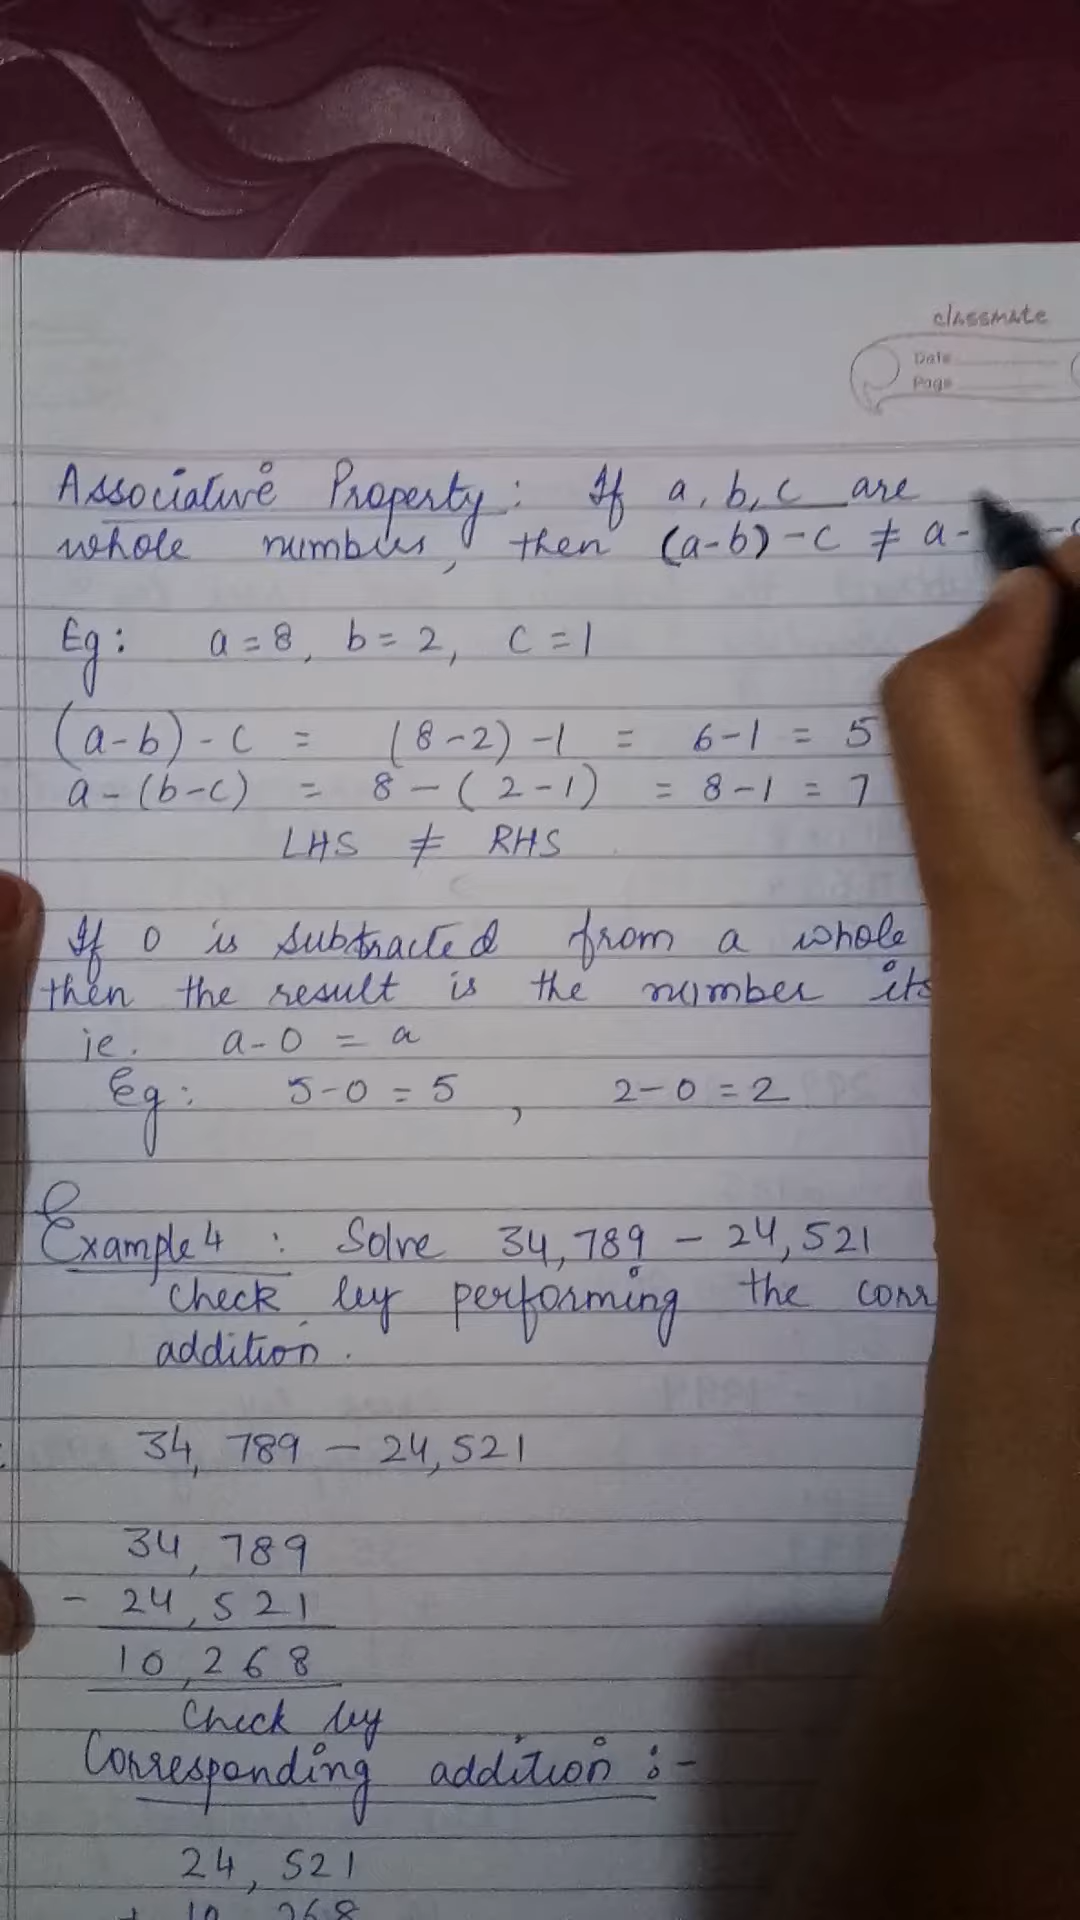 classmate
Date
Page
Associative Property: If a, b, c are
whole numbers, then (a-b)-c ≠ a-
Eg: a=8, b=2, c=1
(a-b)-c = (8-2)-1 = 6-1 = 5
a-(b-c) = 8-(2-1) = 8-1 = 7
LHS ≠ RHS
If 0 is subtracted from a whole
then the result is the number its
ie. a-0 = a
Eg: 5-0=5, 2-0=2
Example 4: Solve 34,789 - 24,521
Check by performing the corr
addition.
34,789 - 24,521
34,789
- 24,521
10,268
Check by
Corresponding addition:-
24,521
+ 10,268